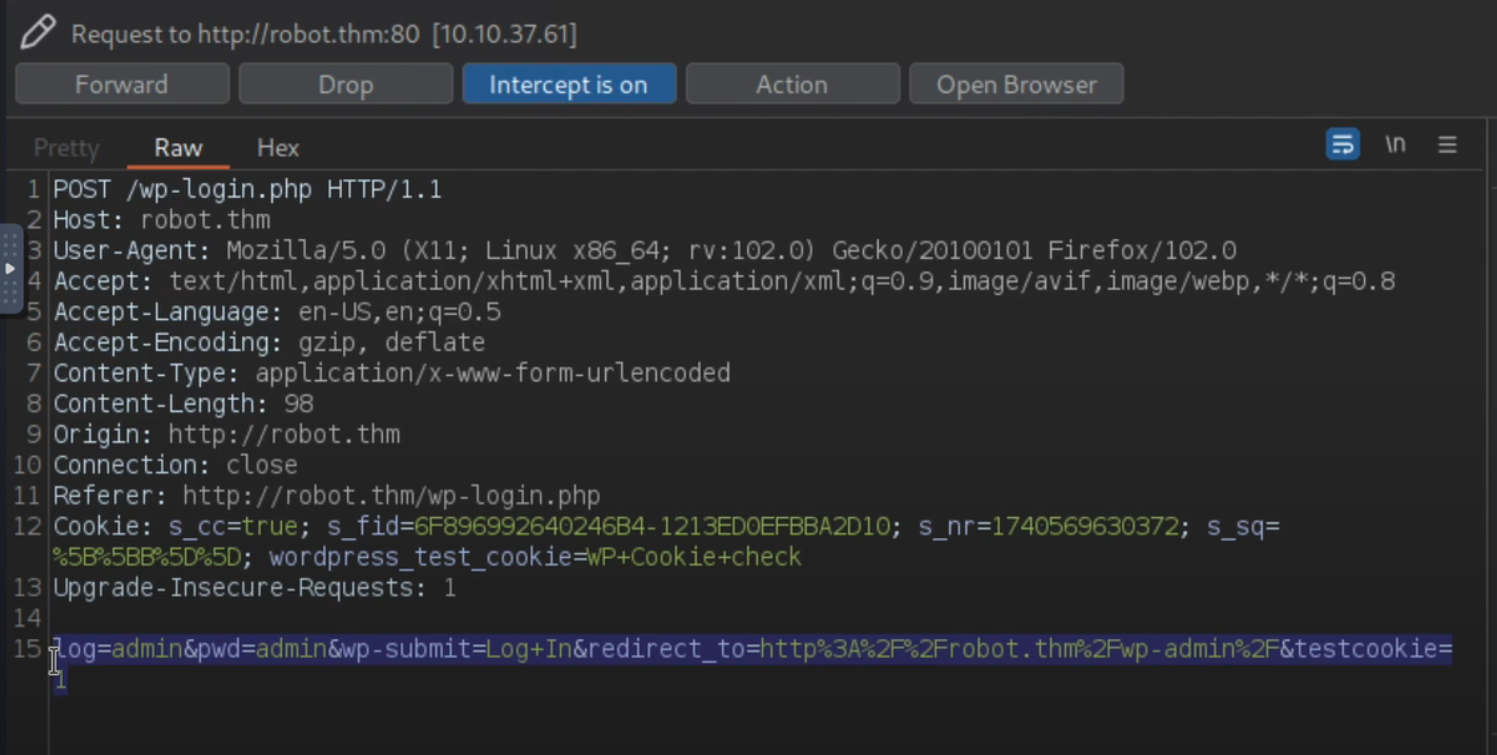 Request to http://robot.thm:80 [10.10.37.61]
Forward Drop Intercept is on Action Open Browser
Pretty Raw Hex \n
1 POST /wp-login.php HTTP/1.1
2 Host: robot.thm
3 User-Agent: Mozilla/5.0 (X11; Linux x86_64; rv:102.0) Gecko/20100101 Firefox/102.0
4 Accept: text/html,application/xhtml+xml,application/xml;q=0.9,image/avif,image/webp,*/*;q=0.8
5 Accept-Language: en-US,en;q=0.5
6 Accept-Encoding: gzip, deflate
7 Content-Type: application/x-www-form-urlencoded
8 Content-Length: 98
9 Origin: http://robot.thm
10 Connection: close
11 Referer: http://robot.thm/wp-login.php
12 Cookie: s_cc=true; s_fid=6F896992640246B4-1213ED0EFBBA2D10; s_nr=1740569630372; s_sq=
%5B%5BB%5D%5D; wordpress_test_cookie=WP+Cookie+check
13 Upgrade-Insecure-Requests: 1
14
15 log=admin&pwd=admin&wp-submit=Log+In&redirect_to=http%3A%2F%2Frobot.thm%2Fwp-admin%2F&testcookie=
1